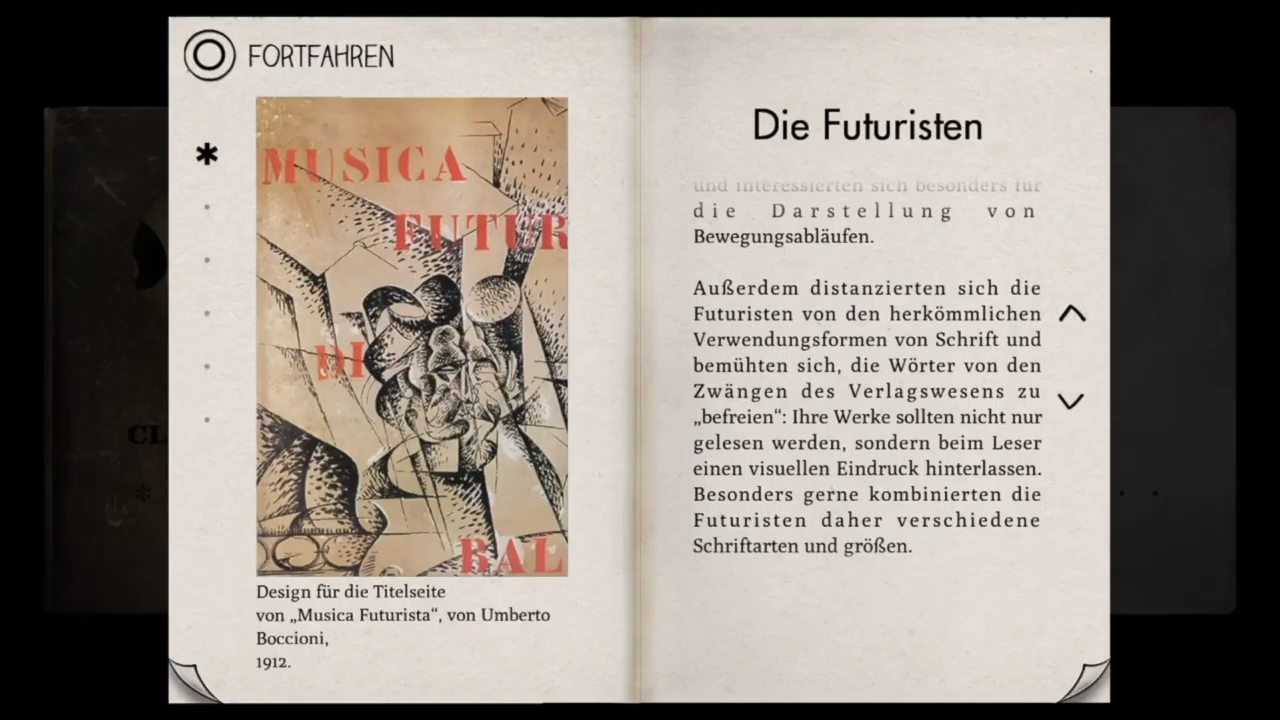 FORTFAHREN
MUSICA
FUTUR
DI
BAL
Design für die Titelseite
von „Musica Futurista“, von Umberto
Boccioni,
1912.
Die Futuristen
und interessierten sich besonders für
die Darstellung von
Bewegungsabläufen.
Außerdem distanzierten sich die
Futuristen von den herkömmlichen
Verwendungsformen von Schrift und
bemühten sich, die Wörter von den
Zwängen des Verlagswesens zu
„befreien“: Ihre Werke sollten nicht nur
gelesen werden, sondern beim Leser
einen visuellen Eindruck hinterlassen.
Besonders gerne kombinierten die
Futuristen daher verschiedene
Schriftarten und größen.
CL